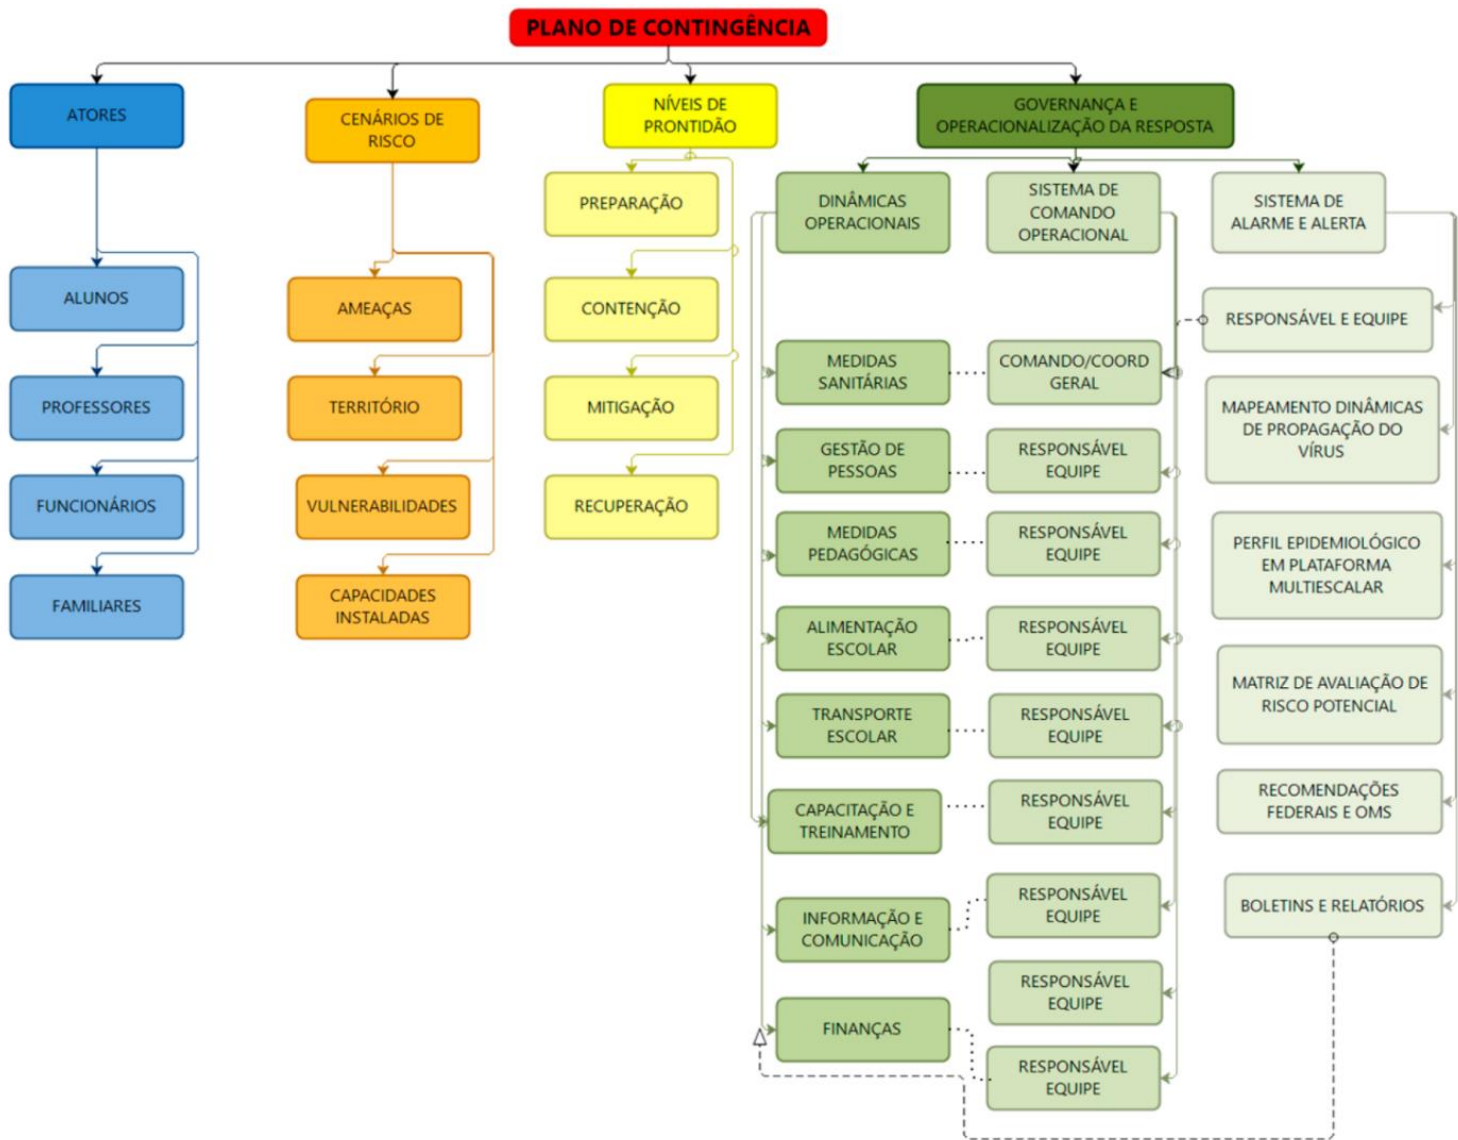 PLANO DE CONTINGÊNCIA
ATORES
ALUNOS
PROFESSORES
FUNCIONÁRIOS
FAMILIARES
CENÁRIOS DE
RISCO
AMEAÇAS
TERRITÓRIO
VULNERABILIDADES
CAPACIDADES
INSTALADAS
NÍVEIS DE
PRONTIDÃO
PREPARAÇÃO
CONTENÇÃO
MITIGAÇÃO
RECUPERAÇÃO
GOVERNANÇA E
OPERACIONALIZAÇÃO DA RESPOSTA
DINÂMICAS
OPERACIONAIS
MEDIDAS
SANITÁRIAS
GESTÃO DE
PESSOAS
MEDIDAS
PEDAGÓGICAS
ALIMENTAÇÃO
ESCOLAR
TRANSPORTE
ESCOLAR
CAPACITAÇÃO E
TREINAMENTO
INFORMAÇÃO E
COMUNICAÇÃO
FINANÇAS
SISTEMA DE
COMANDO
OPERACIONAL
COMANDO/COORD
GERAL
RESPONSÁVEL
EQUIPE
RESPONSÁVEL
EQUIPE
RESPONSÁVEL
EQUIPE
RESPONSÁVEL
EQUIPE
RESPONSÁVEL
EQUIPE
RESPONSÁVEL
EQUIPE
RESPONSÁVEL
EQUIPE
RESPONSÁVEL
EQUIPE
SISTEMA DE
ALARME E ALERTA
RESPONSÁVEL E EQUIPE
MAPEAMENTO DINÂMICAS
DE PROPAGAÇÃO DO
VÍRUS
PERFIL EPIDEMIOLÓGICO
EM PLATAFORMA
MULTIESCALAR
MATRIZ DE AVALIAÇÃO DE
RISCO POTENCIAL
RECOMENDAÇÕES
FEDERAIS E OMS
BOLETINS E RELATÓRIOS